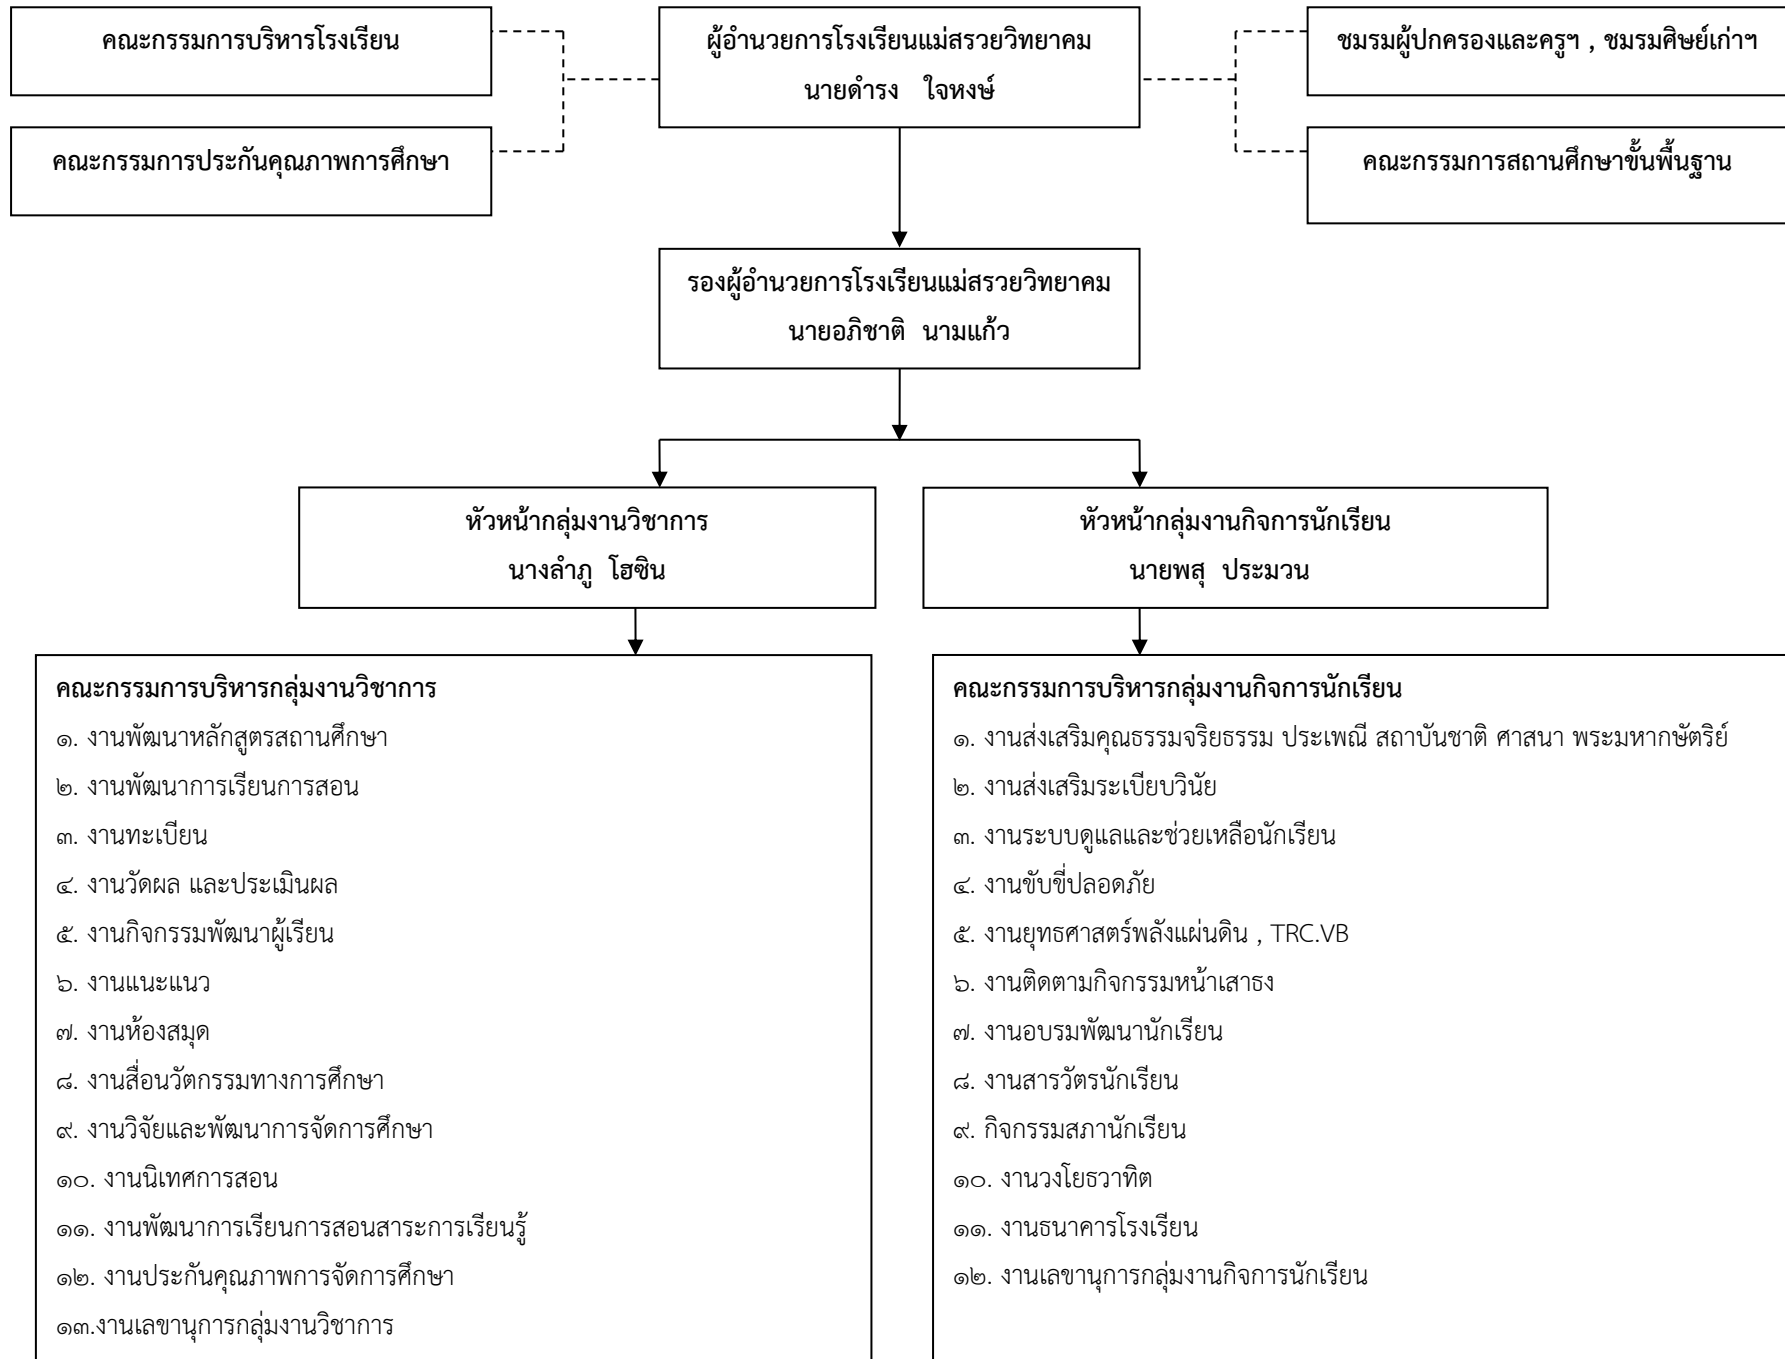 คณะกรรมการบริหารโรงเรียน
ผู้อำนวยการโรงเรียนแม่สรวยวิทยาคม
นายดำรง ใจหงษ์
ชมรมผู้ปกครองและครูฯ , ชมรมศิษย์เก่าฯ
คณะกรรมการประกันคุณภาพการศึกษา
คณะกรรมการสถานศึกษาขั้นพื้นฐาน
รองผู้อำนวยการโรงเรียนแม่สรวยวิทยาคม
นายอภิชาติ นามแก้ว
หัวหน้ากลุ่มงานวิชาการ
นางลำภู โฮซิน
หัวหน้ากลุ่มงานกิจการนักเรียน
นายพสุ ประมวน
คณะกรรมการบริหารกลุ่มงานวิชาการ
๑. งานพัฒนาหลักสูตรสถานศึกษา
๒. งานพัฒนาการเรียนการสอน
๓. งานทะเบียน
๔. งานวัดผล และประเมินผล
๕. งานกิจกรรมพัฒนาผู้เรียน
๖. งานแนะแนว
๗. งานห้องสมุด
๘. งานสื่อนวัตกรรมทางการศึกษา
๙. งานวิจัยและพัฒนาการจัดการศึกษา
๑๐. งานนิเทศการสอน
๑๑. งานพัฒนาการเรียนการสอนสาระการเรียนรู้
๑๒. งานประกันคุณภาพการจัดการศึกษา
๑๓.งานเลขานุการกลุ่มงานวิชาการ
คณะกรรมการบริหารกลุ่มงานกิจการนักเรียน
๑. งานส่งเสริมคุณธรรมจริยธรรม ประเพณี สถาบันชาติ ศาสนา พระมหากษัตริย์
๒. งานส่งเสริมระเบียบวินัย
๓. งานระบบดูแลและช่วยเหลือนักเรียน
๔. งานขับขี่ปลอดภัย
๕. งานยุทธศาสตร์พลังแผ่นดิน , TRC.VB
๖. งานติดตามกิจกรรมหน้าเสาธง
๗. งานอบรมพัฒนานักเรียน
๘. งานสารวัตรนักเรียน
๙. กิจกรรมสภานักเรียน
๑๐. งานวงโยธวาทิต
๑๑. งานธนาคารโรงเรียน
๑๒. งานเลขานุการกลุ่มงานกิจการนักเรียน